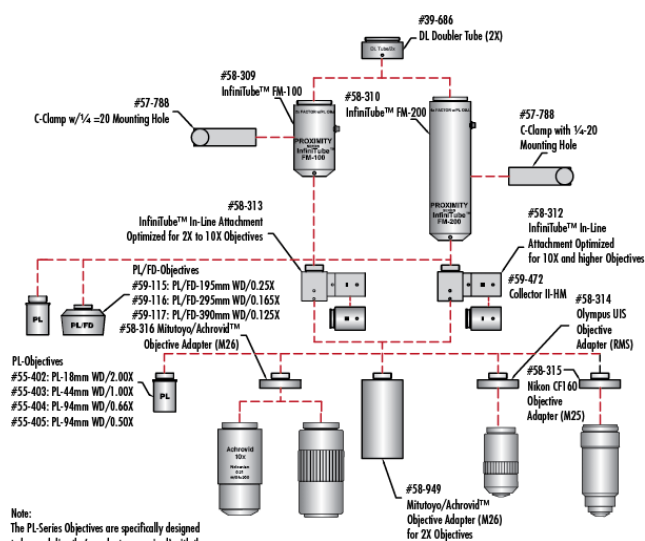 #39-686
DL Doubler Tube (2X)
DL Tube/2x
#58-309
InfiniTube™ FM-100
#58-310
InfiniTube™ FM-200
#57-788
C-Clamp w/¼ =20 Mounting Hole
#57-788
C-Clamp with ¼-20
Mounting Hole
PROXIMITY
InfiniTube™
FM-100
PROXIMITY
InfiniTube™
FM-200
#58-313
InfiniTube™ In-Line Attachment
Optimized for 2X to 10X Objectives
#58-312
InfiniTube™ In-Line
Attachment Optimized
for 10X and higher Objectives
#59-472
Collector II-HM
PL/FD-Objectives
#59-115: PL/FD-195mm WD/0.25X
#59-116: PL/FD-295mm WD/0.165X
#59-117: PL/FD-390mm WD/0.125X
PL
PL/FD
#58-314
Olympus UIS
Objective
Adapter (RMS)
#58-316 Mitutoyo/Achrovid™
Objective Adapter (M26)
#58-315
Nikon CF160
Objective
Adapter (M25)
PL-Objectives
#55-402: PL-18mm WD/2.00X
#55-403: PL-44mm WD/1.00X
#55-404: PL-94mm WD/0.66X
#55-405: PL-94mm WD/0.50X
PL
Achrovid
10x
#58-949
Mitutoyo/Achrovid™
Objective Adapter (M26)
for 2X Objectives
Note:
The PL-Series Objectives are specifically designed